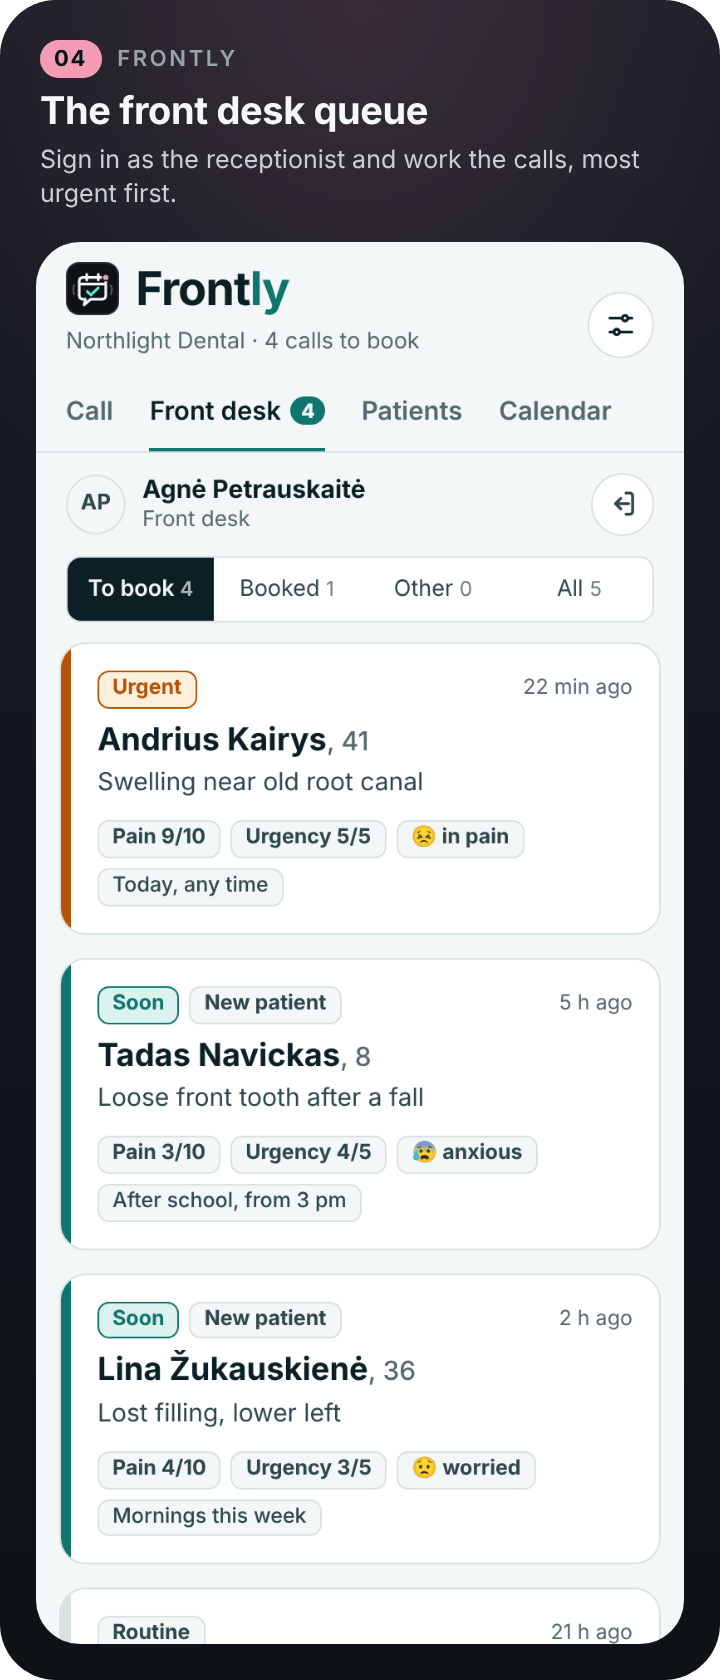 04 FRONTLY
The front desk queue
Sign in as the receptionist and work the calls, most
urgent first.
Frontly
Northlight Dental · 4 calls to book
Call Front desk 4 Patients Calendar
AP Agnė Petrauskaitė
Front desk
To book 4 Booked 1 Other 0 All 5
Urgent 22 min ago
Andrius Kairys, 41
Swelling near old root canal
Pain 9/10 Urgency 5/5 😣 in pain
Today, any time
Soon New patient 5 h ago
Tadas Navickas, 8
Loose front tooth after a fall
Pain 3/10 Urgency 4/5 😰 anxious
After school, from 3 pm
Soon New patient 2 h ago
Lina Žukauskienė, 36
Lost filling, lower left
Pain 4/10 Urgency 3/5 😟 worried
Mornings this week
Routine 21 h ago